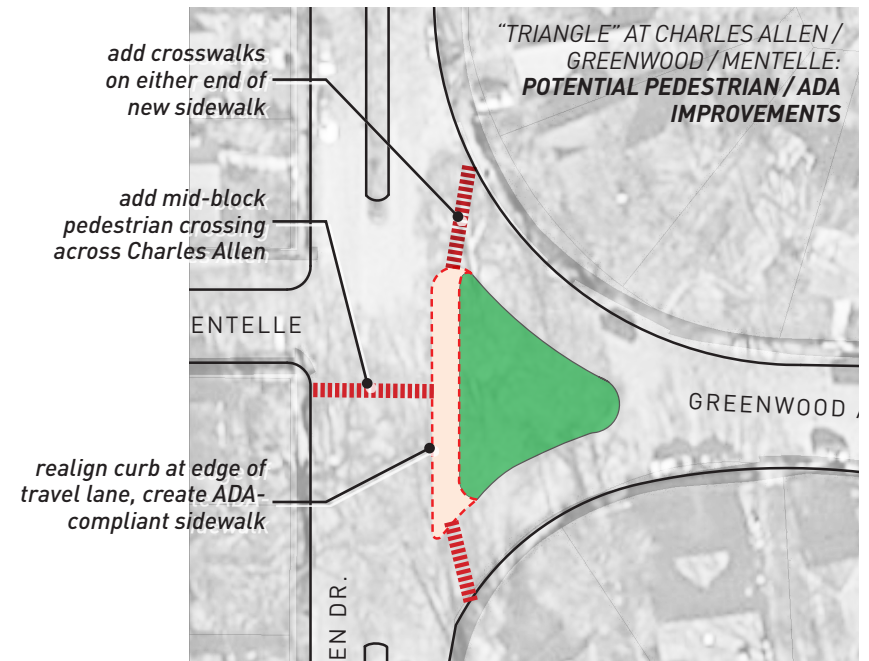 “TRIANGLE” AT CHARLES ALLEN /
GREENWOOD / MENTELLE:
POTENTIAL PEDESTRIAN / ADA
IMPROVEMENTS
add crosswalks
on either end of
new sidewalk
add mid-block
pedestrian crossing
across Charles Allen
ENTELLE
GREENWOOD A
realign curb at edge of
travel lane, create ADA-
compliant sidewalk
EN DR.